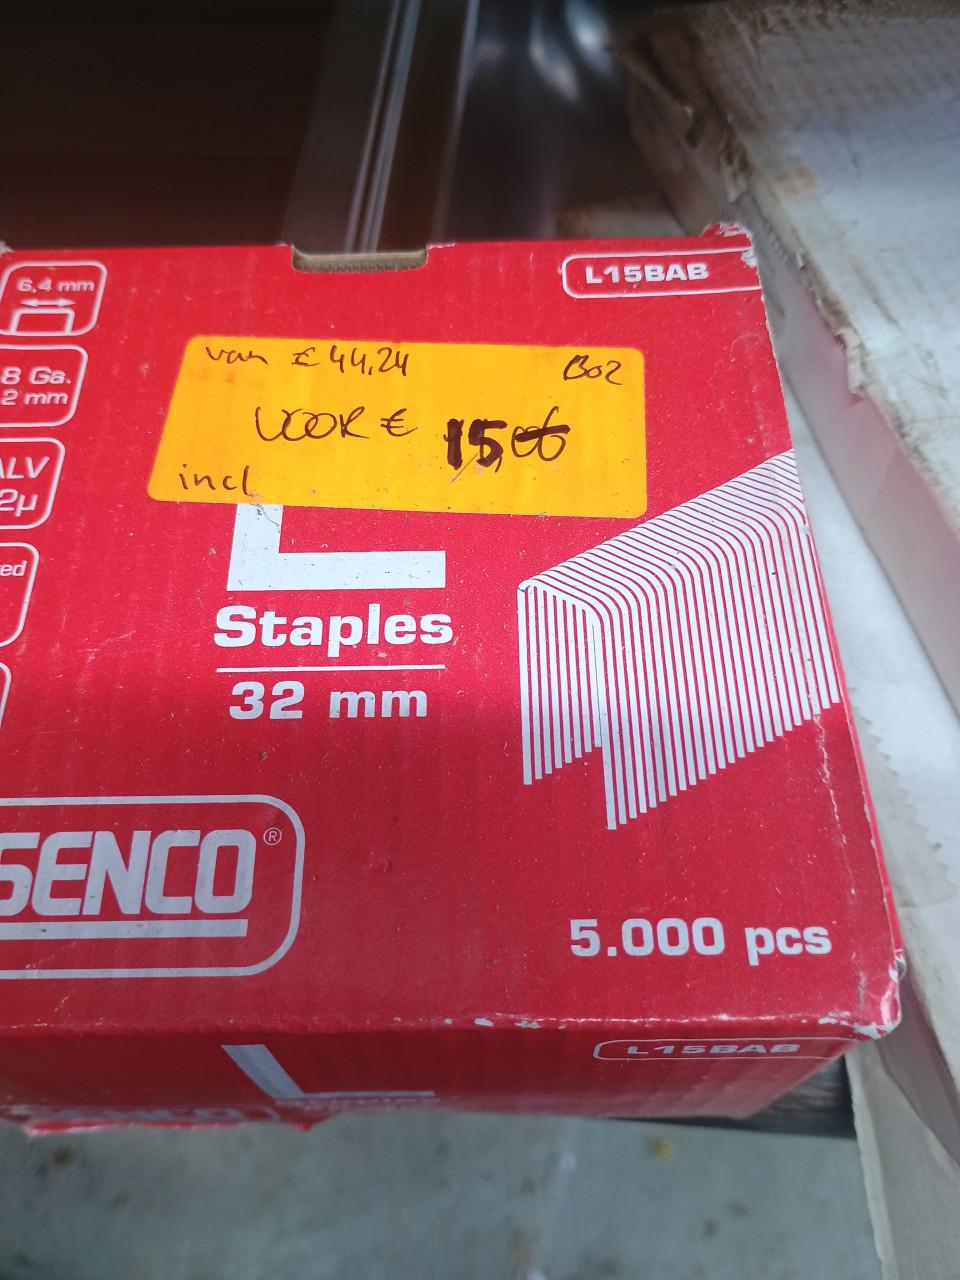 6,4 mm
L15BAB
8 Ga.
2 mm
ALV
2µ
ed
van € 44,24
B02
VOOR € 15,00
incl
L
Staples
32 mm
SENCO®
5.000 pcs
L15BAB
L
SENCO